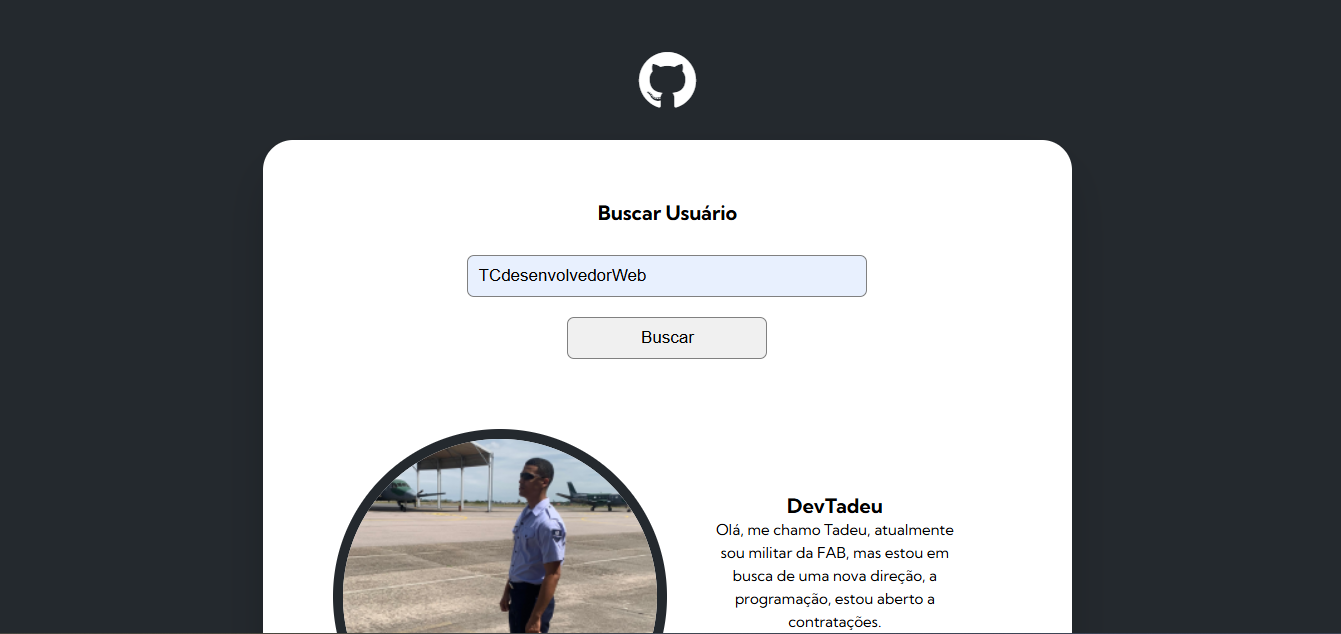 Buscar Usuário
TCdesenvolvedorWeb
Buscar
DevTadeu
Olá, me chamo Tadeu, atualmente
sou militar da FAB, mas estou em
busca de uma nova direção, a
programação, estou aberto a
contratações.